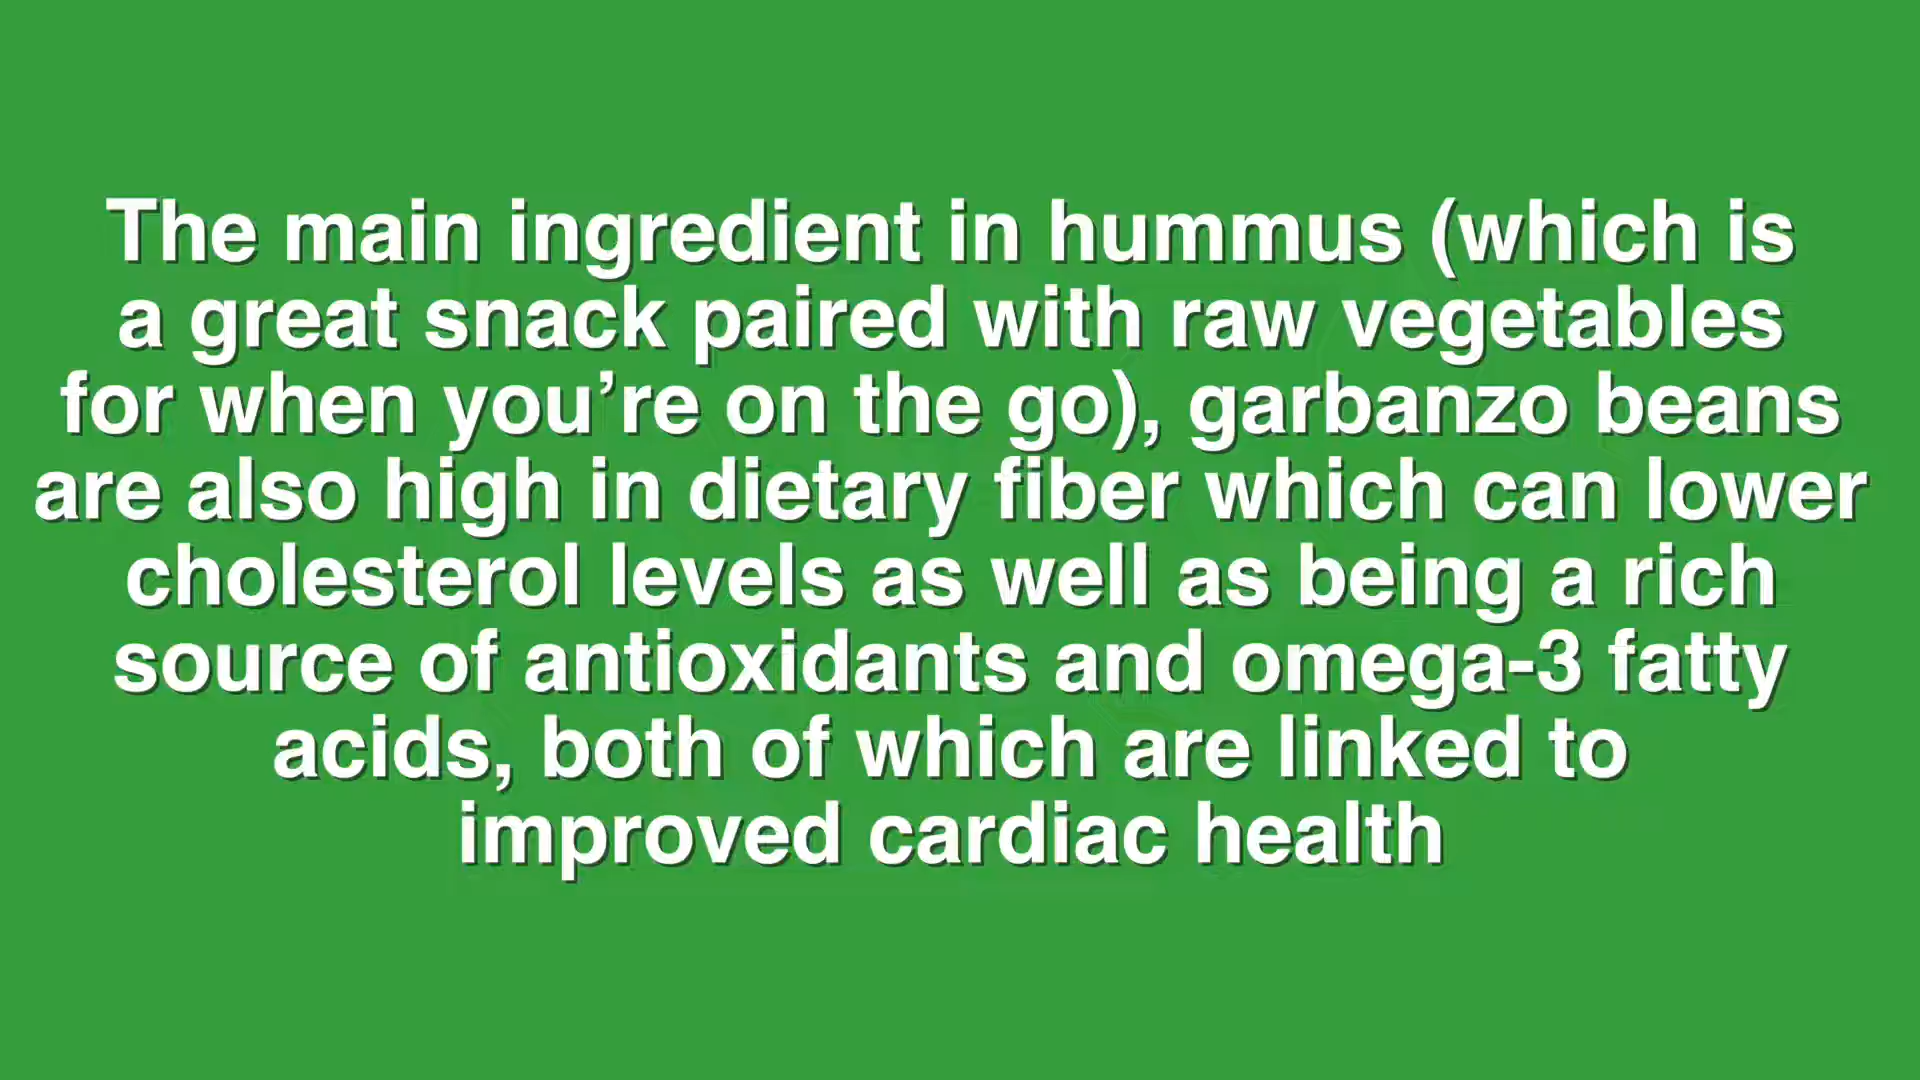 The main ingredient in hummus (which is
a great snack paired with raw vegetables
for when you’re on the go), garbanzo beans
are also high in dietary fiber which can lower
cholesterol levels as well as being a rich
source of antioxidants and omega-3 fatty
acids, both of which are linked to
improved cardiac health